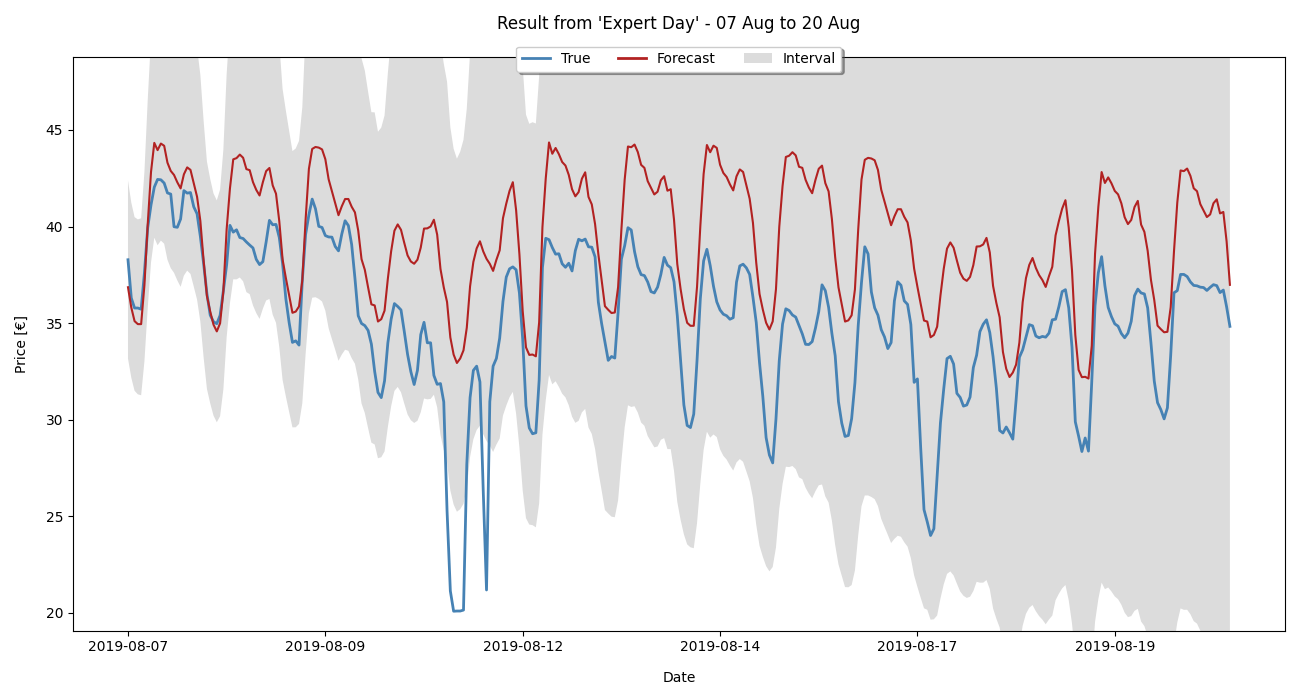 Result from 'Expert Day' - 07 Aug to 20 Aug
True Forecast Interval
Price [€]
45
40
35
30
25
20
2019-08-07 2019-08-09 2019-08-12 2019-08-14 2019-08-17 2019-08-19
Date